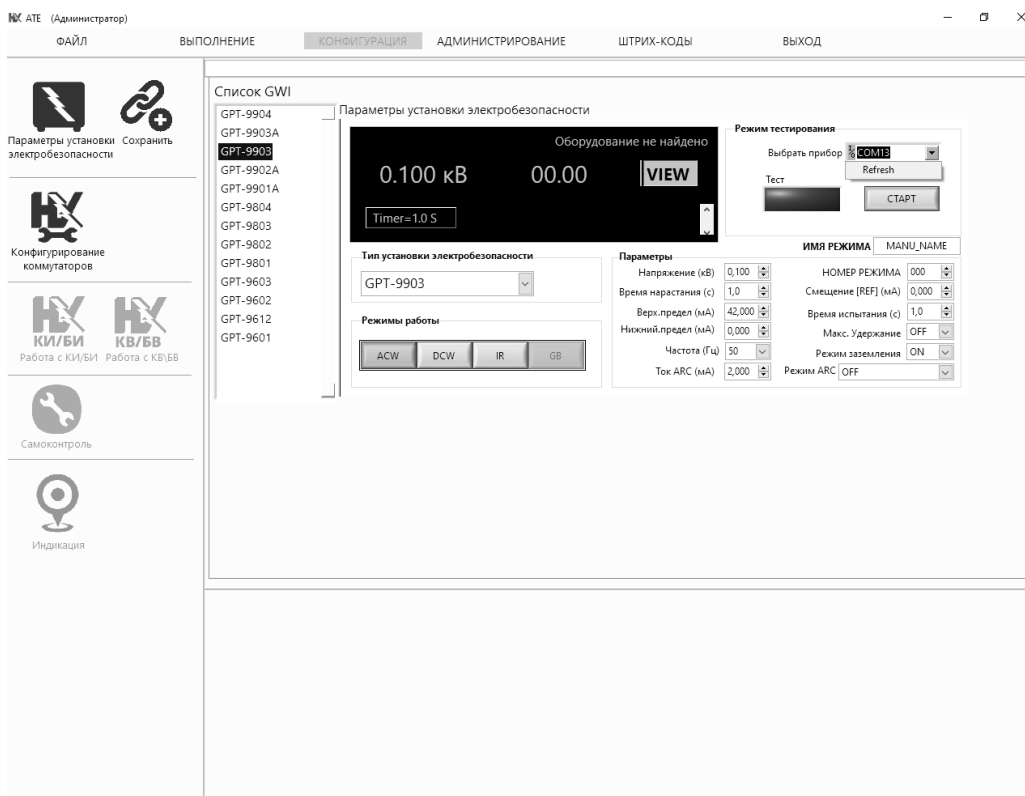 НК ATE (Администратор)
ФАЙЛ ВЫПОЛНЕНИЕ КОНФИГУРАЦИЯ АДМИНИСТРИРОВАНИЕ ШТРИХ-КОДЫ ВЫХОД
Параметры установки электробезопасности
Сохранить
Конфигурирование
коммутаторов
КИ/БИ
Работа с КИ/БИ
КВ/БВ
Работа с КВ\БВ
Самоконтроль
Индикация
Список GWI
GPT-9904
GPT-9903A
GPT-9903
GPT-9902A
GPT-9901A
GPT-9804
GPT-9803
GPT-9802
GPT-9801
GPT-9603
GPT-9602
GPT-9612
GPT-9601
Параметры установки электробезопасности
Оборудование не найдено
0.100 кВ 00.00 VIEW
Timer=1.0 S
Режим тестирования
Выбрать прибор COM13
Refresh
Тест
СТАРТ
Тип установки электробезопасности
GPT-9903
Режимы работы
ACW DCW IR GB
ИМЯ РЕЖИМА MANU_NAME
Параметры
Напряжение (кВ) 0,100
Время нарастания (с) 1,0
Верх.предел (мА) 42,000
Нижний.предел (мА) 0,000
Частота (Гц) 50
Ток ARC (мА) 2,000
НОМЕР РЕЖИМА 000
Смещение [REF] (мА) 0,000
Время испытания (с) 1,0
Макс. Удержание OFF
Режим заземления ON
Режим ARC OFF